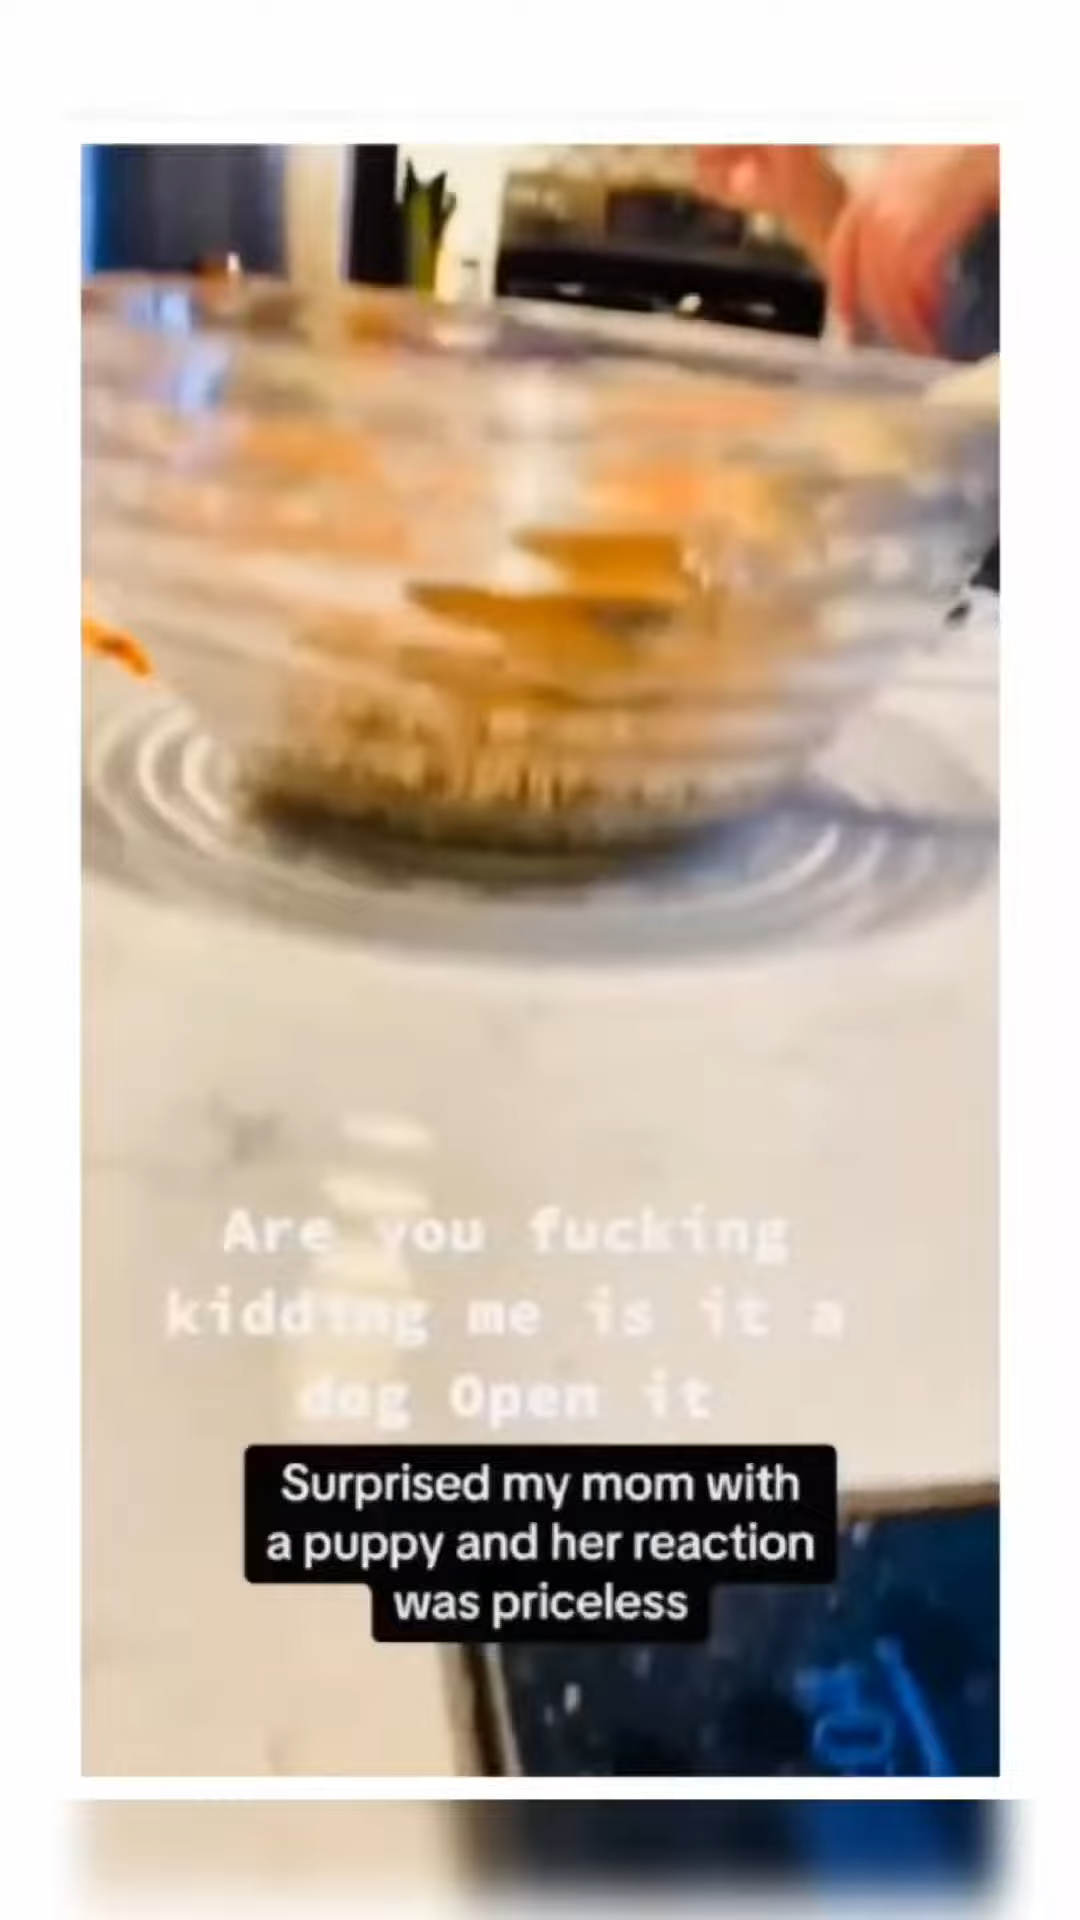 Are you fucking
kidding me is it a
dog Open it
Surprised my mom with
a puppy and her reaction
was priceless